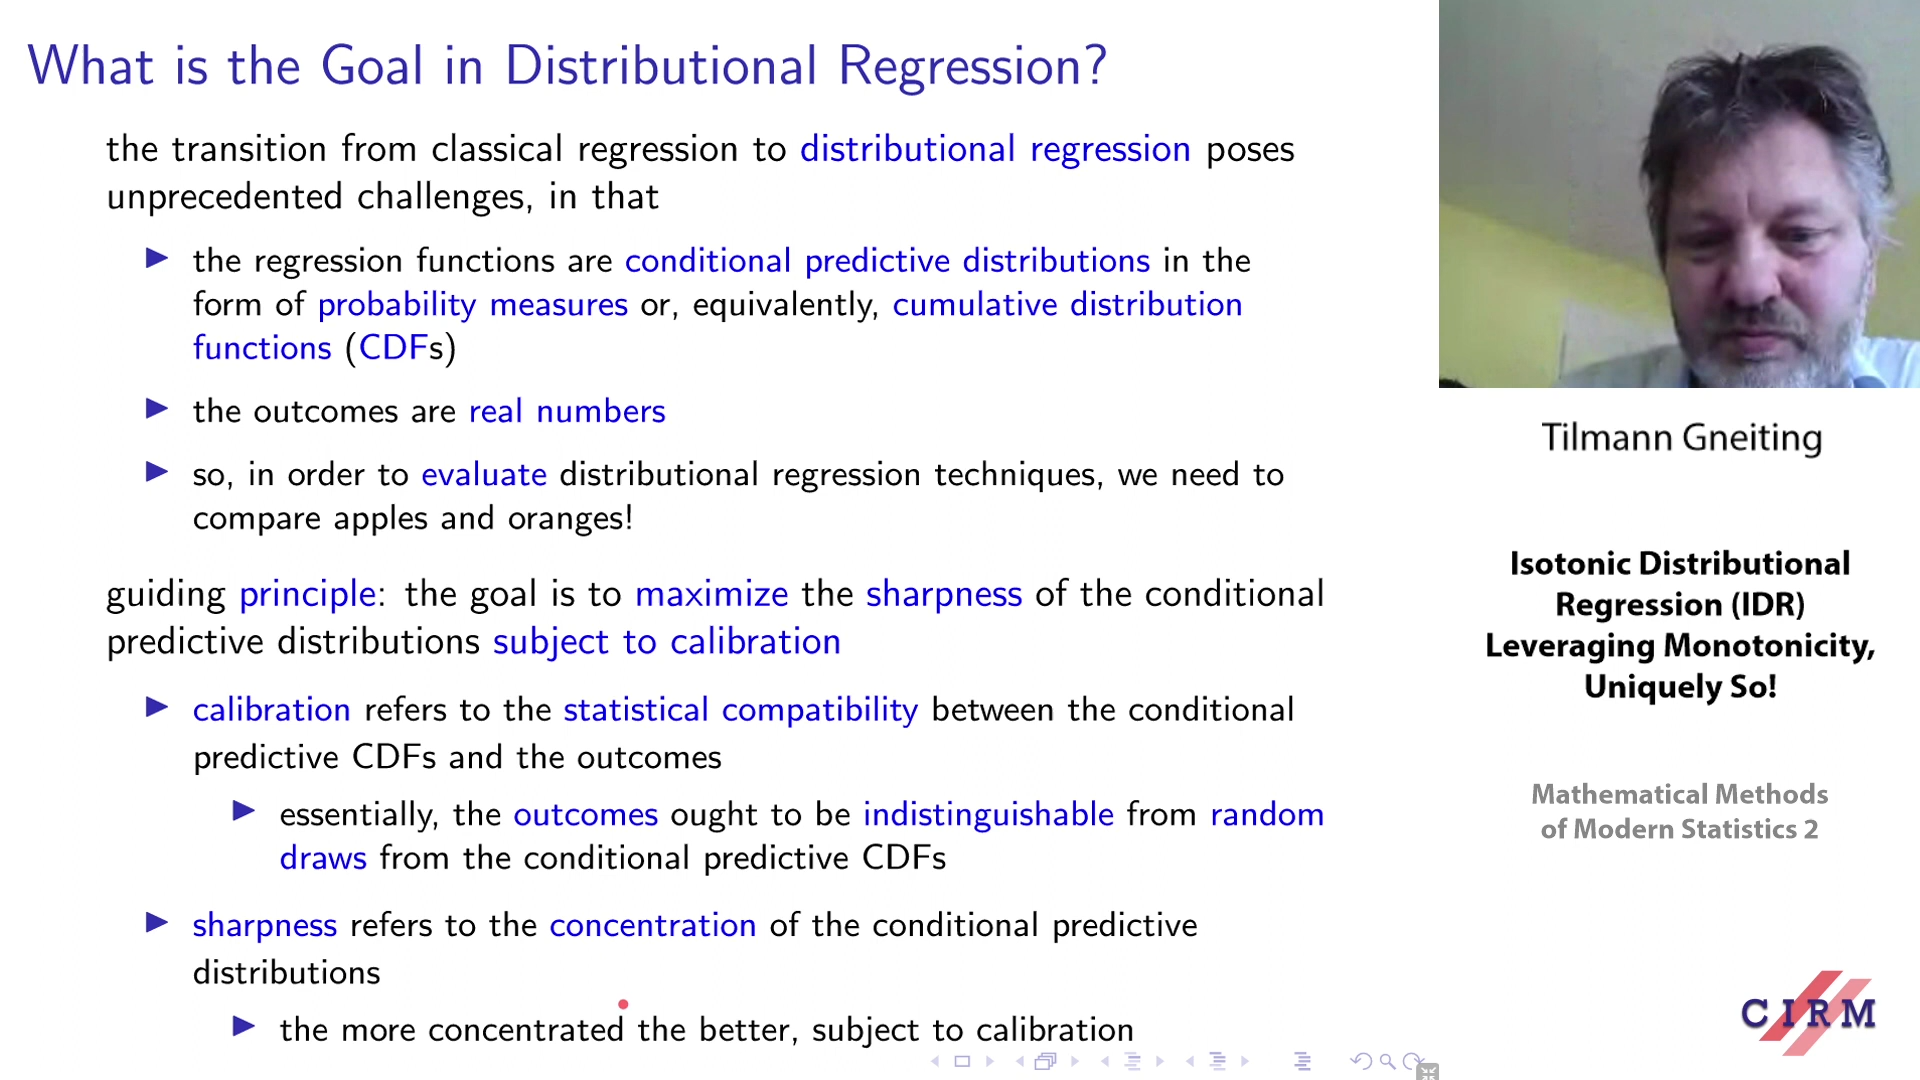 What is the Goal in Distributional Regression?
the transition from classical regression to distributional regression poses
unprecedented challenges, in that
the regression functions are conditional predictive distributions in the
form of probability measures or, equivalently, cumulative distribution
functions (CDFs)
the outcomes are real numbers
so, in order to evaluate distributional regression techniques, we need to
compare apples and oranges!
guiding principle: the goal is to maximize the sharpness of the conditional
predictive distributions subject to calibration
calibration refers to the statistical compatibility between the conditional
predictive CDFs and the outcomes
essentially, the outcomes ought to be indistinguishable from random
draws from the conditional predictive CDFs
sharpness refers to the concentration of the conditional predictive
distributions
the more concentrated the better, subject to calibration
Tilmann Gneiting
Isotonic Distributional
Regression (IDR)
Leveraging Monotonicity,
Uniquely So!
Mathematical Methods
of Modern Statistics 2
CIRM